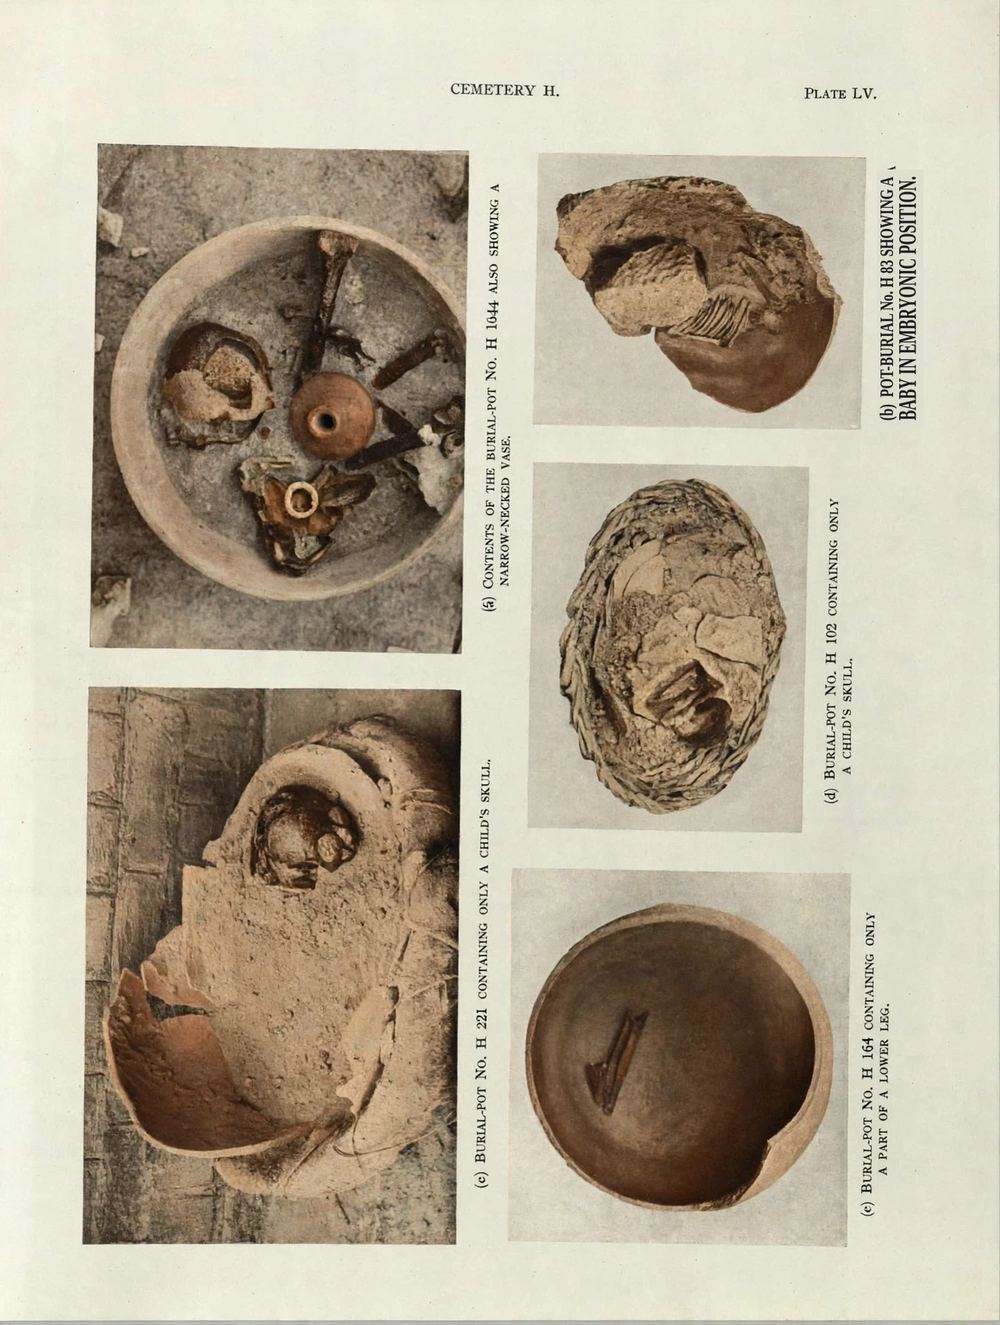 CEMETERY H.
PLATE LV.
(a) CONTENTS OF THE BURIAL-POT NO. H 1644 ALSO SHOWING A
NARROW-NECKED VASE.
(b) POT-BURIAL No. H 83 SHOWING A
BABY IN EMBRYONIC POSITION.
(c) BURIAL-POT NO. H 221 CONTAINING ONLY A CHILD'S SKULL.
(d) BURIAL-POT NO. H 102 CONTAINING ONLY
A CHILD'S SKULL.
(e) BURIAL-POT NO. H 164 CONTAINING ONLY
A PART OF A LOWER LEG.